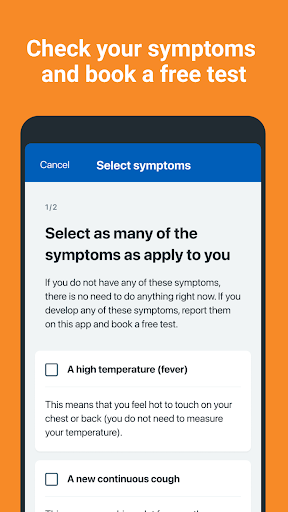 Check your symptoms
and book a free test
Cancel
Select symptoms
1/2
Select as many of the
symptoms as apply to you
If you do not have any of these symptoms,
there is no need to do anything right now. If you
develop any of these symptoms, report them
on this app and book a free test.
A high temperature (fever)
This means that you feel hot to touch on your
chest or back (you do not need to measure
your temperature).
A new continuous cough